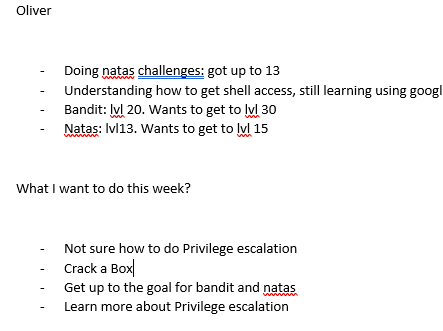 Oliver
- Doing natas challenges: got up to 13
- Understanding how to get shell access, still learning using googl
- Bandit: lvl 20. Wants to get to lvl 30
- Natas: lvl13. Wants to get to lvl 15
What I want to do this week?
- Not sure how to do Privilege escalation
- Crack a Box
- Get up to the goal for bandit and natas
- Learn more about Privilege escalation